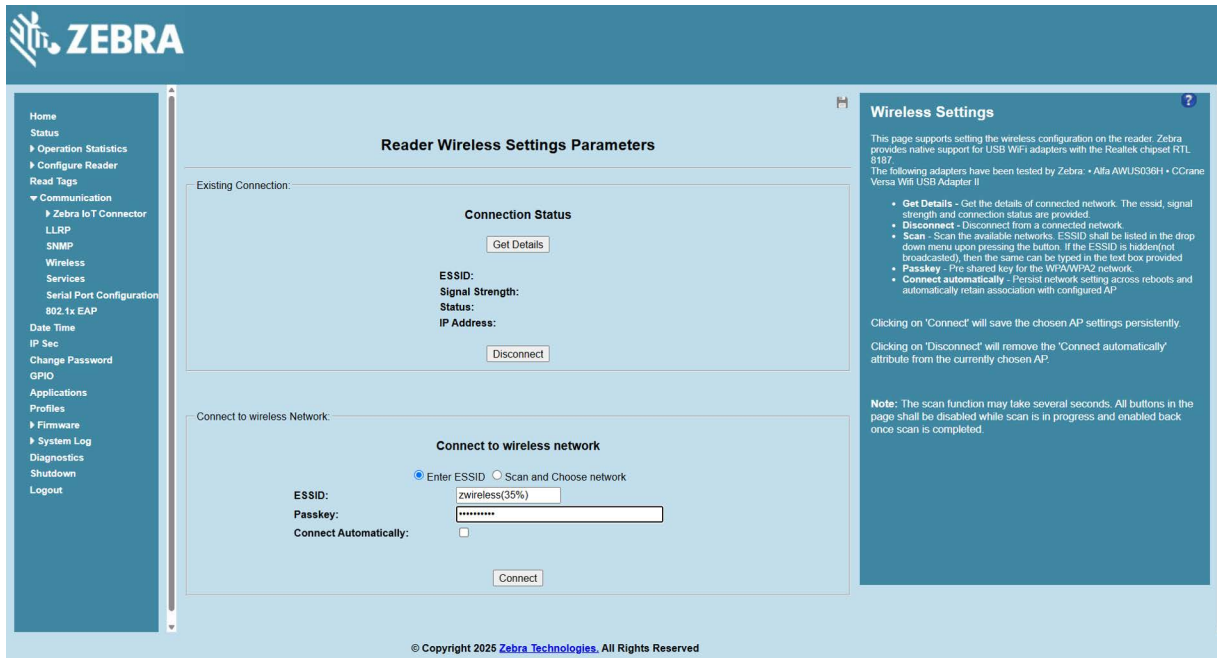 ZEBRA
Home
Status
Operation Statistics
Configure Reader
Read Tags
Communication
Zebra IoT Connector
LLRP
SNMP
Wireless
Services
Serial Port Configuration
802.1x EAP
Date Time
IP Sec
Change Password
GPIO
Applications
Profiles
Firmware
System Log
Diagnostics
Shutdown
Logout
Reader Wireless Settings Parameters
Existing Connection:
Connection Status
Get Details
ESSID:
Signal Strength:
Status:
IP Address:
Disconnect
Connect to wireless Network:
Connect to wireless network
Enter ESSID Scan and Choose network
ESSID: zwireless(35%)
Passkey: ••••••••••
Connect Automatically:
Connect
?
Wireless Settings
This page supports setting the wireless configuration on the reader. Zebra
provides native support for USB WiFi adapters with the Realtek chipset RTL
8187.
The following adapters have been tested by Zebra: • Alfa AWUS036H • CCrane
Versa Wifi USB Adapter II
• Get Details - Get the details of connected network. The essid, signal
strength and connection status are provided.
• Disconnect - Disconnect from a connected network.
• Scan - Scan the available networks. ESSID shall be listed in the drop
down menu upon pressing the button. If the ESSID is hidden(not
broadcasted), then the same can be typed in the text box provided
• Passkey - Pre shared key for the WPA/WPA2 network.
• Connect automatically - Persist network setting across reboots and
automatically retain association with configured AP
Clicking on 'Connect' will save the chosen AP settings persistently.
Clicking on 'Disconnect' will remove the 'Connect automatically'
attribute from the currently chosen AP.
Note: The scan function may take several seconds. All buttons in the
page shall be disabled while scan is in progress and enabled back
once scan is completed.
© Copyright 2025 Zebra Technologies. All Rights Reserved